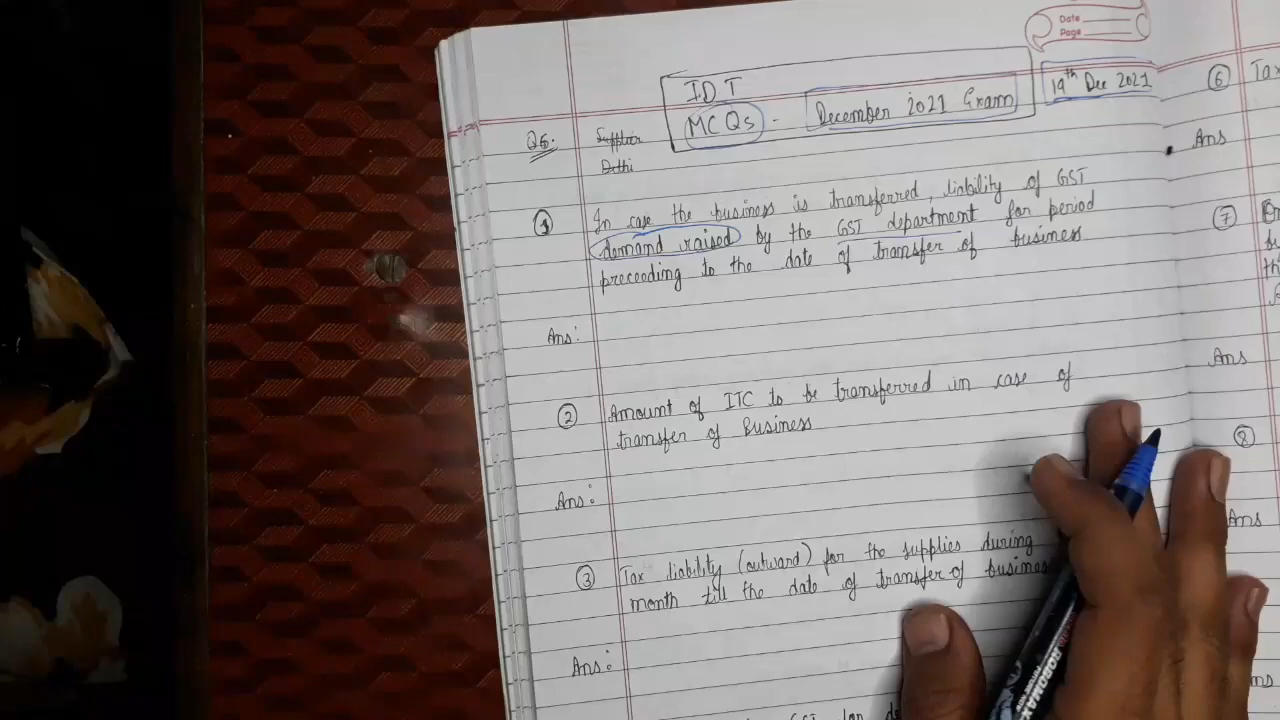 Date
Page
IDT
MCQs - December 2021 Exam
19th Dec 2021
Q6. Supplier
Delhi
① In case the business is transferred, liability of GST
demand raised by the GST department for period
preceeding to the date of transfer of business
Ans:
② Amount of ITC to be transferred in case of
transfer of Business
Ans:
③ Tax liability (outward) for the supplies during
month till the date of transfer of busines
Ans:
GST
⑥ Tax
Ans
⑦
Ans
⑧
Ans
ROBOMAX